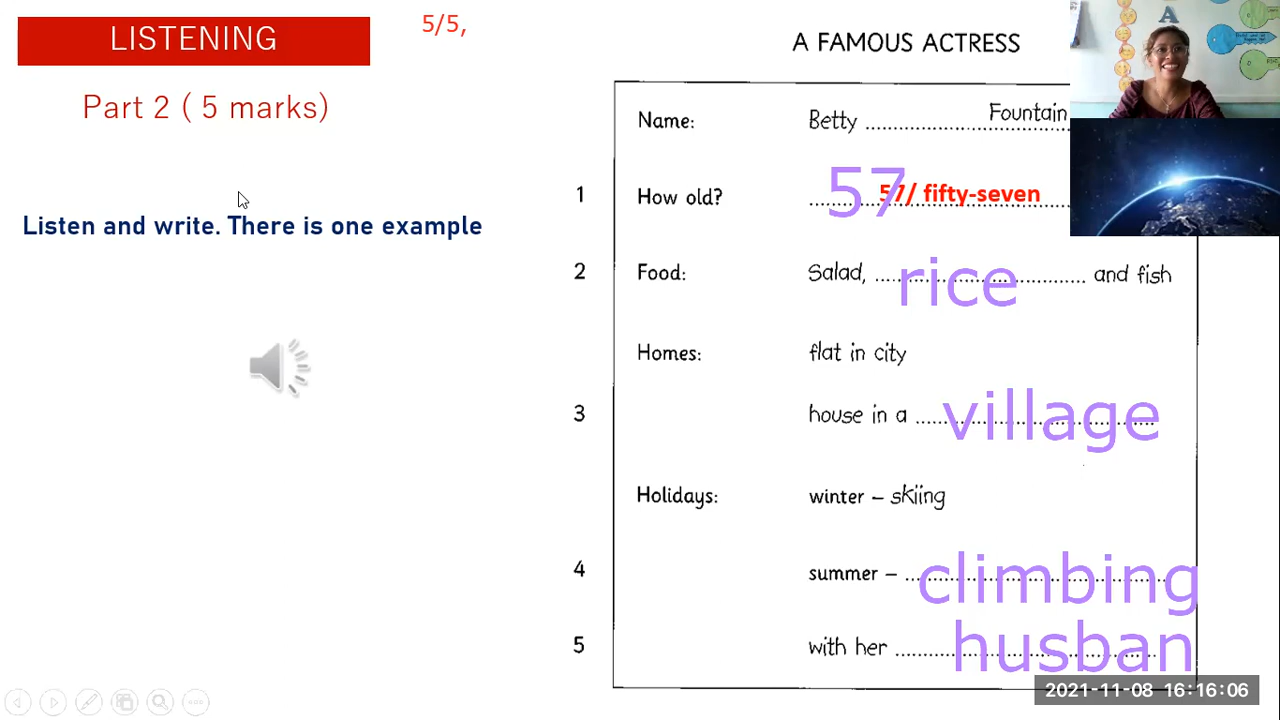 LISTENING
5/5,
Part 2 ( 5 marks)
Listen and write. There is one example
A FAMOUS ACTRESS
Name: Betty Fountain
1 How old? 57 57/ fifty-seven
2 Food: Salad, rice and fish
Homes: flat in city
3 house in a village
Holidays: winter – skiing
4 summer – climbing
5 with her husban
2021-11-08 16:16:06
A